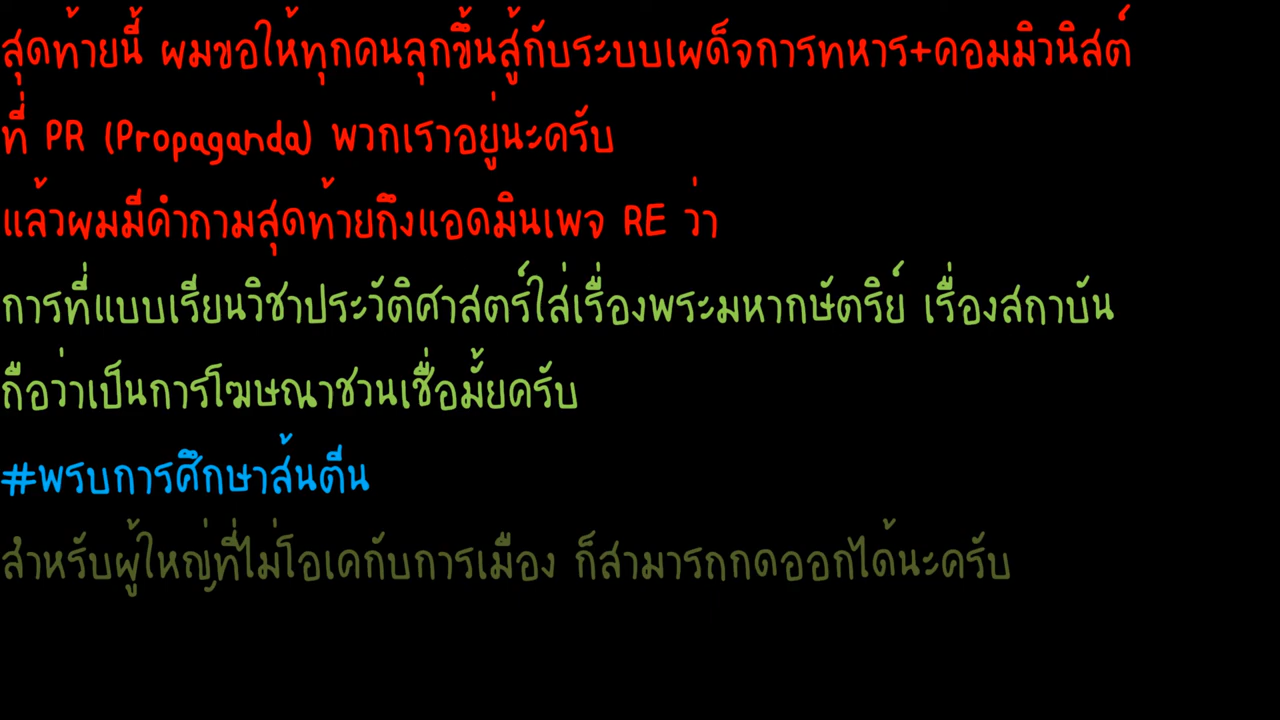 สุดท้ายนี้ ผมขอให้ทุกคนลุกขึ้นสู้กับระบบเผด็จการทหาร+คอมมิวนิสต์
ที่ PR (Propaganda) พวกเราอยู่นะครับ
แล้วผมมีคำถามสุดท้ายถึงแอดมินเพจ RE ว่า
การที่แบบเรียนวิชาประวัติศาสตร์ใส่เรื่องพระมหากษัตริย์ เรื่องสถาบัน
ถือว่าเป็นการโฆษณาชวนเชื่อมั้ยครับ
#พรบการศึกษาส้นตีน
สำหรับผู้ใหญ่ที่ไม่โอเคกับการเมือง ก็สามารถกดออกได้นะครับ